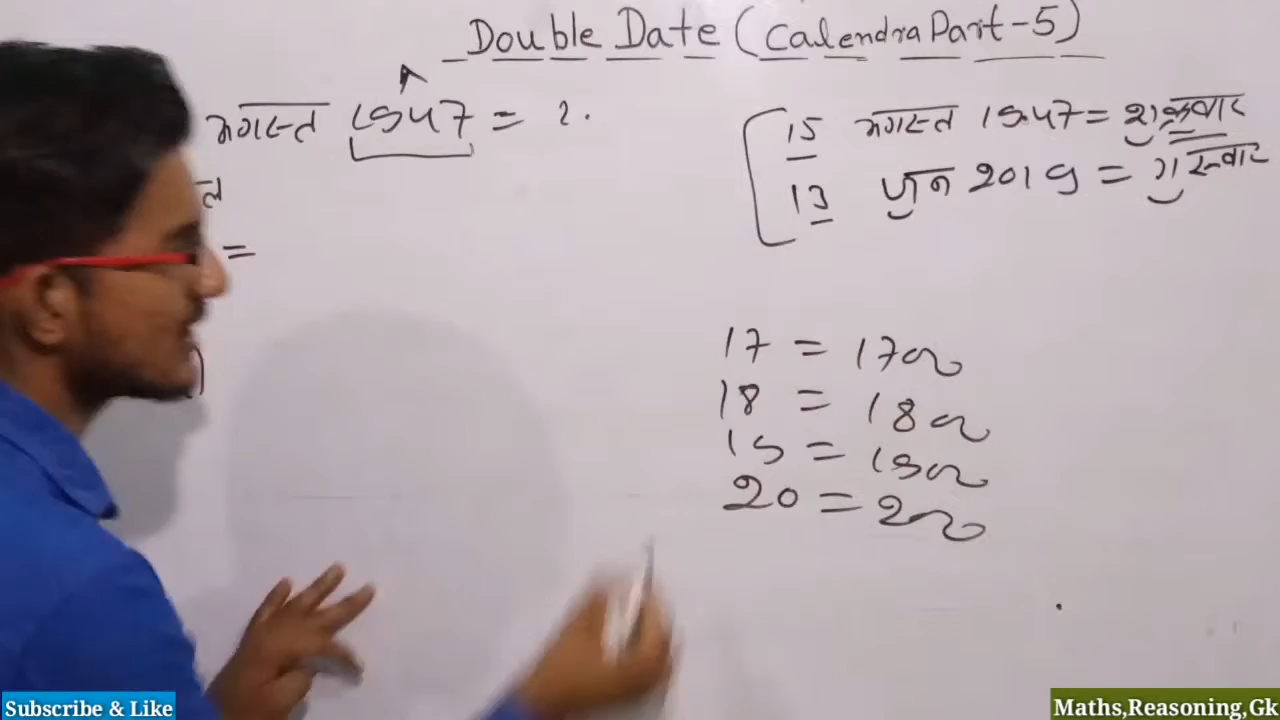 Double Date (Calendra Part-5)
अगस्त 1947 = ?.
15 अगस्त 1947 = शुक्रवार
13 जून 2019 = गुरूवार
=
17 = 1700
18 = 1800
19 = 1900
20 = 2000
Subscribe & Like
Maths,Reasoning,Gk